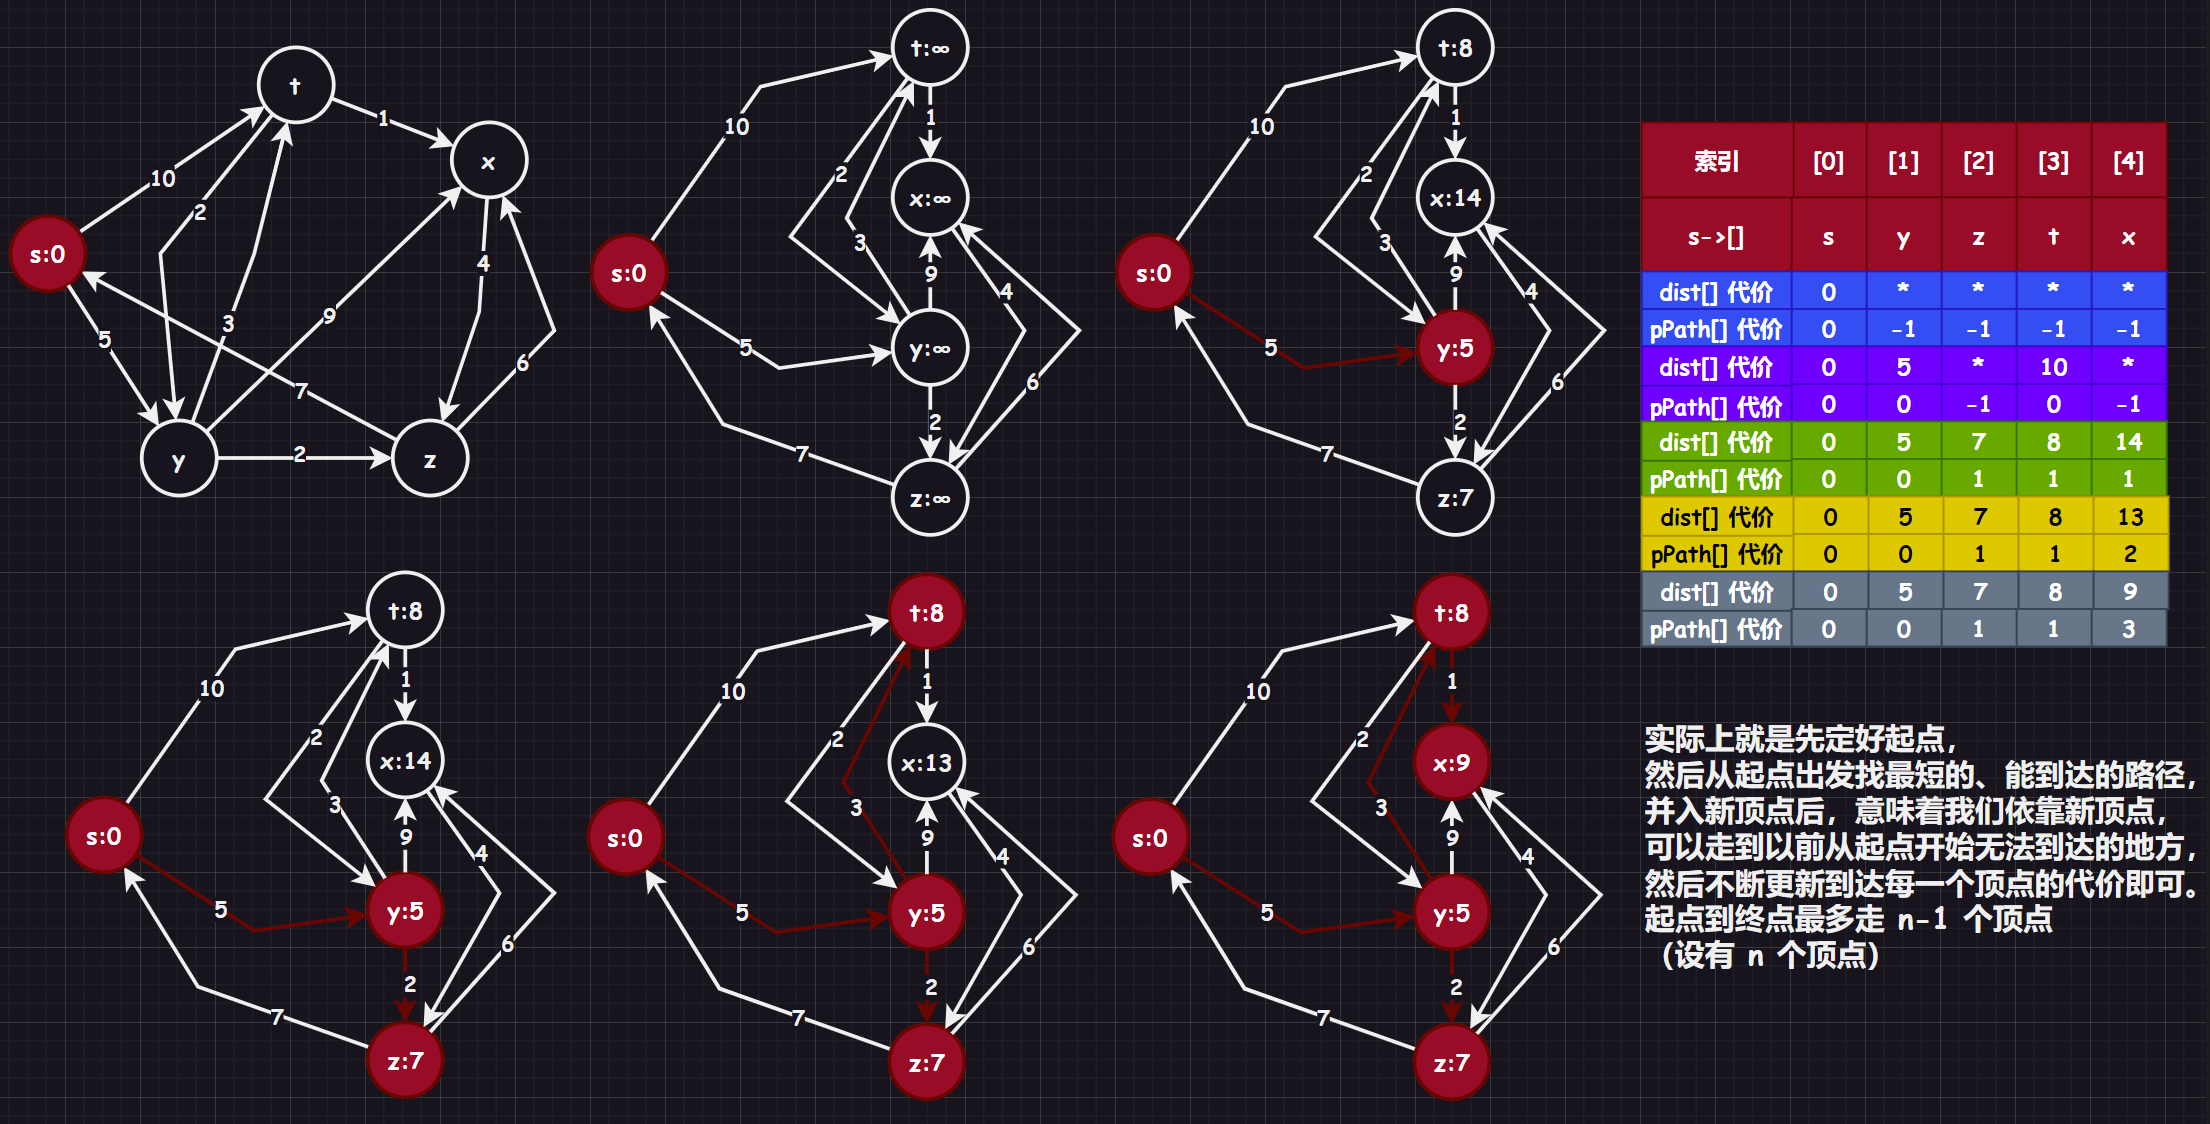 t
1
x
10
2
s:0
4
5
3
9
7
6
y
2
z
t:∞
10
1
2
x:∞
3
s:0
9
4
5
y:∞
6
2
7
z:∞
t:8
10
1
2
x:14
3
s:0
9
4
5
y:5
6
2
7
z:7
索引 [0] [1] [2] [3] [4]
s->[] s y z t x
dist[] 代价 0 * * * *
pPath[] 代价 0 -1 -1 -1 -1
dist[] 代价 0 5 * 10 *
pPath[] 代价 0 0 -1 0 -1
dist[] 代价 0 5 7 8 14
pPath[] 代价 0 0 1 1 1
dist[] 代价 0 5 7 8 13
pPath[] 代价 0 0 1 1 2
dist[] 代价 0 5 7 8 9
pPath[] 代价 0 0 1 1 3
t:8
10
1
2
x:14
3
s:0
9
4
5
y:5
6
2
7
z:7
t:8
10
1
2
x:13
3
s:0
9
4
5
y:5
6
2
7
z:7
t:8
10
1
2
x:9
3
s:0
9
4
5
y:5
6
2
7
z:7
实际上就是先定好起点，
然后从起点出发找最短的、能到达的路径，
并入新顶点后，意味着我们依靠新顶点，
可以走到以前从起点开始无法到达的地方，
然后不断更新到达每一个顶点的代价即可。
起点到终点最多走 n-1 个顶点
（设有 n 个顶点）